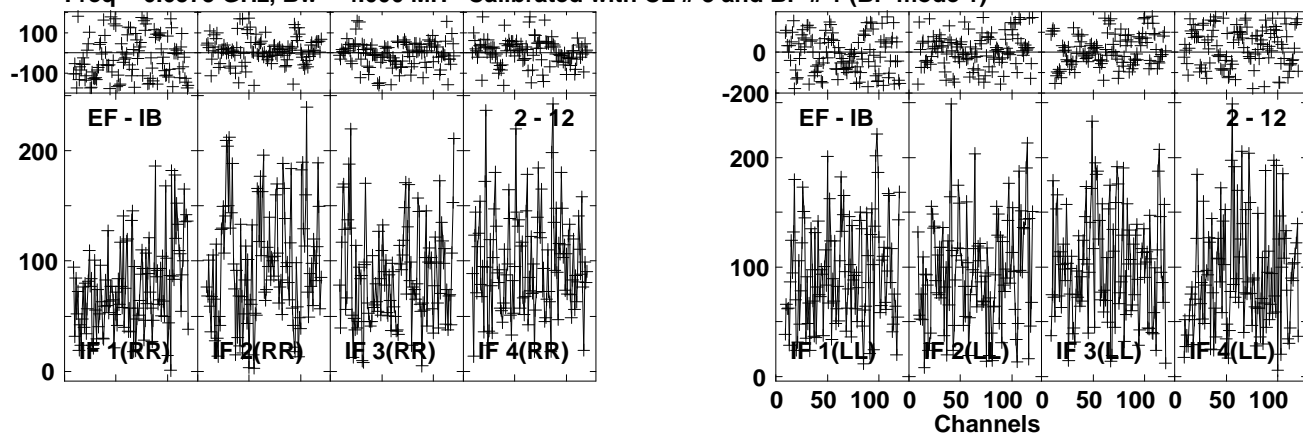 100
0
-100
EF - IB
2 - 12
200
100
0
IF 1(RR)
IF 2(RR)
IF 3(RR)
IF 4(RR)
0
-200
EF - IB
2 - 12
200
100
0
IF 1(LL)
IF 2(LL)
IF 3(LL)
IF 4(LL)
0 50 100 0 50 100 0 50 100 0 50 100
Channels